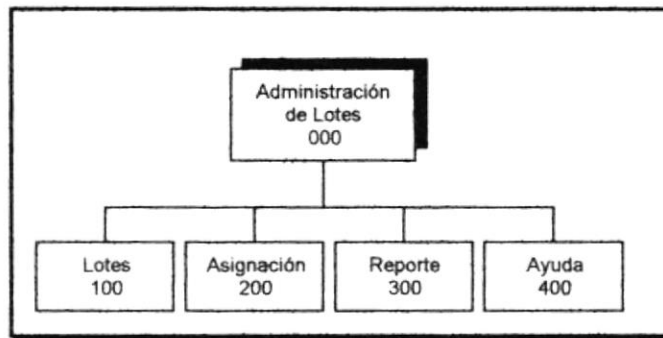 Administración
de Lotes
000
Lotes
100
Asignación
200
Reporte
300
Ayuda
400